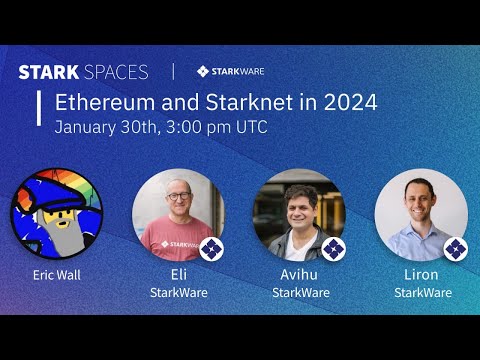 STARK SPACES
STARKWARE
Ethereum and Starknet in 2024
January 30th, 3:00 pm UTC
STARKWARE
Eric Wall
Eli
StarkWare
Avihu
StarkWare
Liron
StarkWare